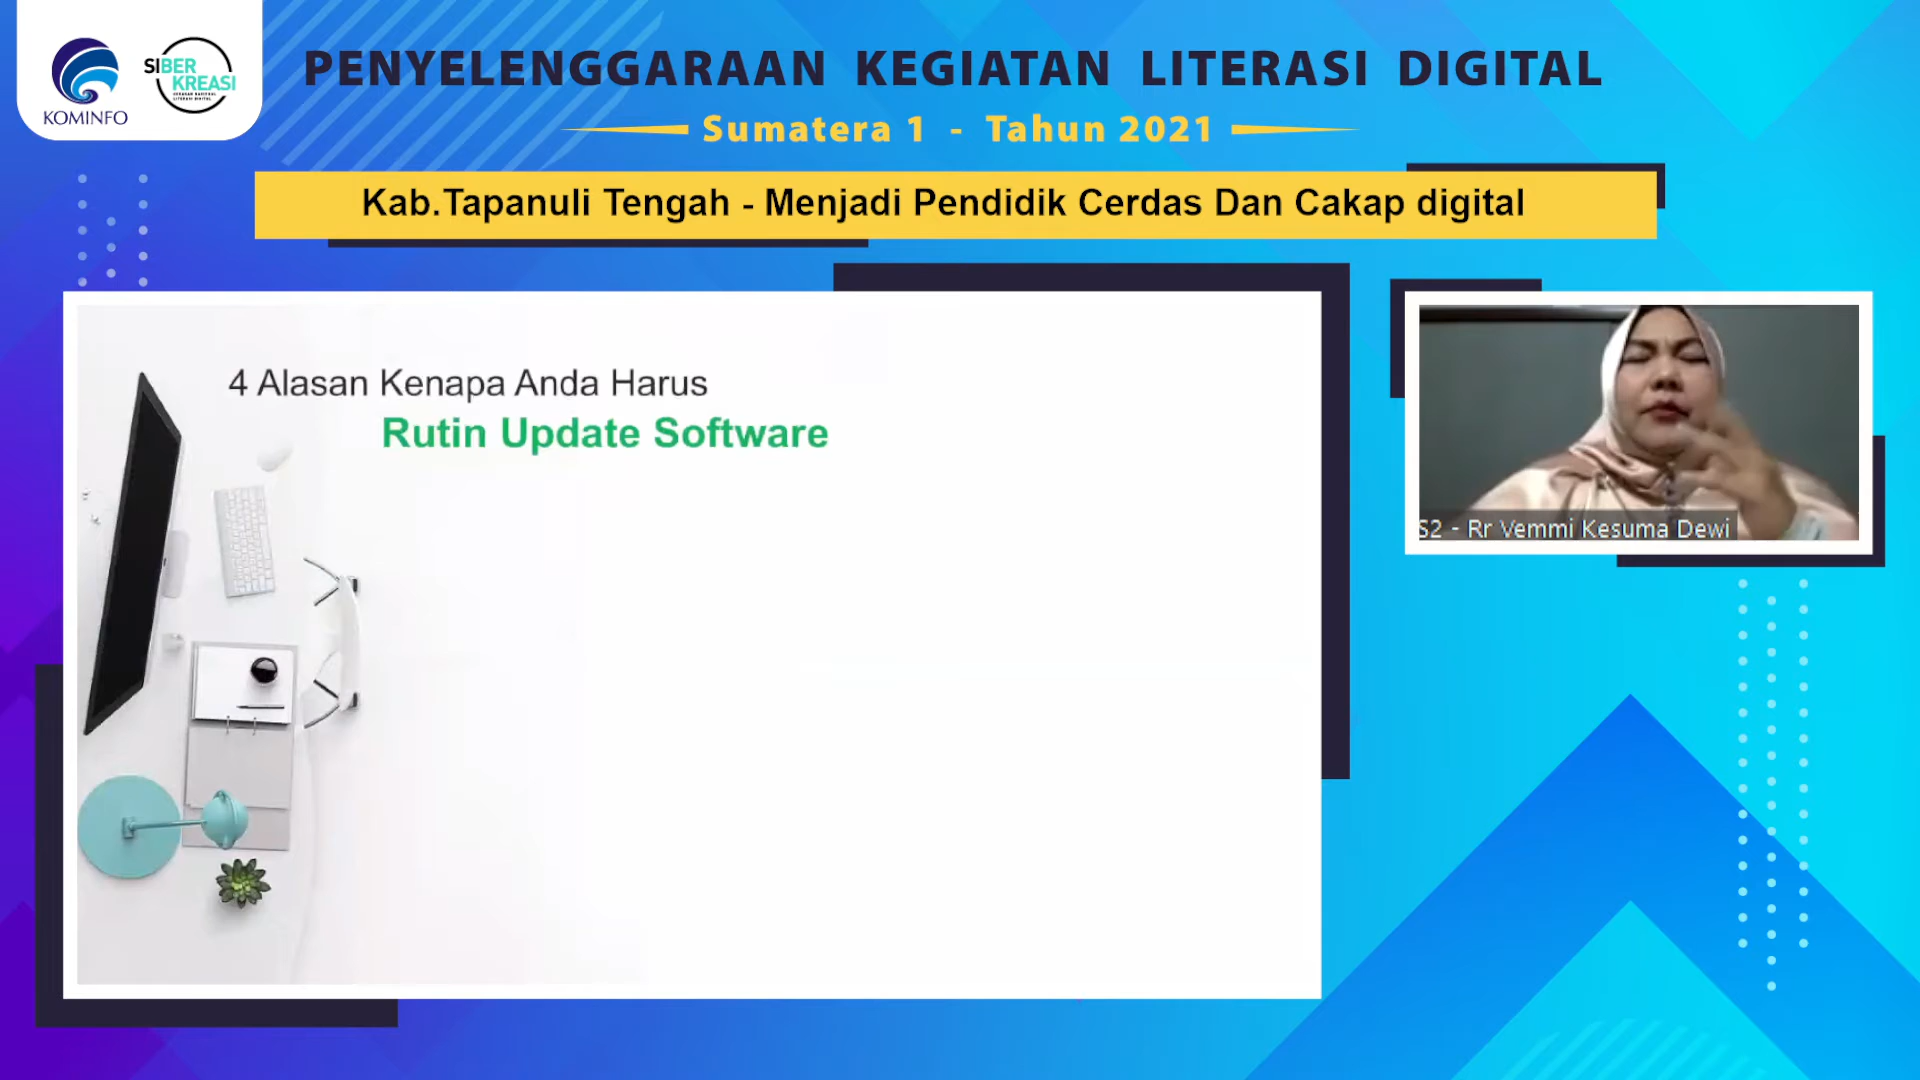 KOMINFO
SIBER
KREASI
PENYELENGGARAAN KEGIATAN LITERASI DIGITAL
Sumatera 1 - Tahun 2021
Kab.Tapanuli Tengah - Menjadi Pendidik Cerdas Dan Cakap digital
4 Alasan Kenapa Anda Harus
Rutin Update Software
S2 - Rr Vemmi Kesuma Dewi